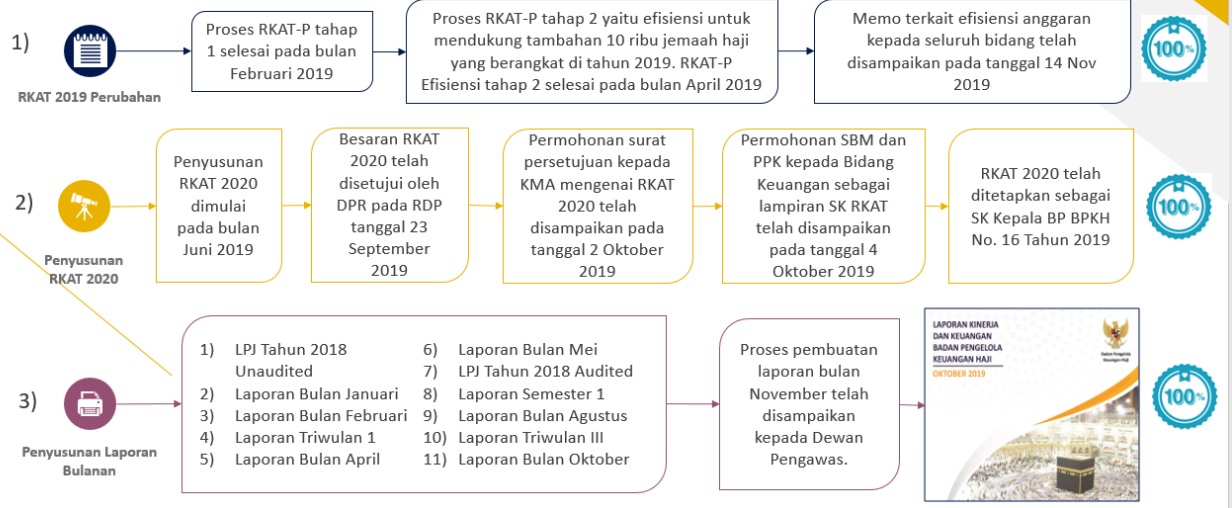 1)
RKAT 2019 Perubahan
Proses RKAT-P tahap
1 selesai pada bulan
Februari 2019
Proses RKAT-P tahap 2 yaitu efisiensi untuk
mendukung tambahan 10 ribu jemaah haji
yang berangkat di tahun 2019. RKAT-P
Efisiensi tahap 2 selesai pada bulan April 2019
Memo terkait efisiensi anggaran
kepada seluruh bidang telah
disampaikan pada tanggal 14 Nov
2019
100%
2)
Penyusunan
RKAT 2020
Penyusunan
RKAT 2020
dimulai
pada bulan
Juni 2019
Besaran RKAT
2020 telah
disetujui oleh
DPR pada RDP
tanggal 23
September
2019
Permohonan surat
persetujuan kepada
KMA mengenai RKAT
2020 telah
disampaikan pada
tanggal 2 Oktober
2019
Permohonan SBM dan
PPK kepada Bidang
Keuangan sebagai
lampiran SK RKAT
telah disampaikan
pada tanggal 4
Oktober 2019
RKAT 2020 telah
ditetapkan sebagai
SK Kepala BP BPKH
No. 16 Tahun 2019
100%
3)
Penyusunan Laporan
Bulanan
1) LPJ Tahun 2018
Unaudited
2) Laporan Bulan Januari
3) Laporan Bulan Februari
4) Laporan Triwulan 1
5) Laporan Bulan April
6) Laporan Bulan Mei
7) LPJ Tahun 2018 Audited
8) Laporan Semester 1
9) Laporan Bulan Agustus
10) Laporan Triwulan III
11) Laporan Bulan Oktober
Proses pembuatan
laporan bulan
November telah
disampaikan
kepada Dewan
Pengawas.
LAPORAN KINERJA
DAN KEUANGAN
BADAN PENGELOLA
KEUANGAN HAJI
OKTOBER 2019
Badan Pengelola
Keuangan Haji
100%